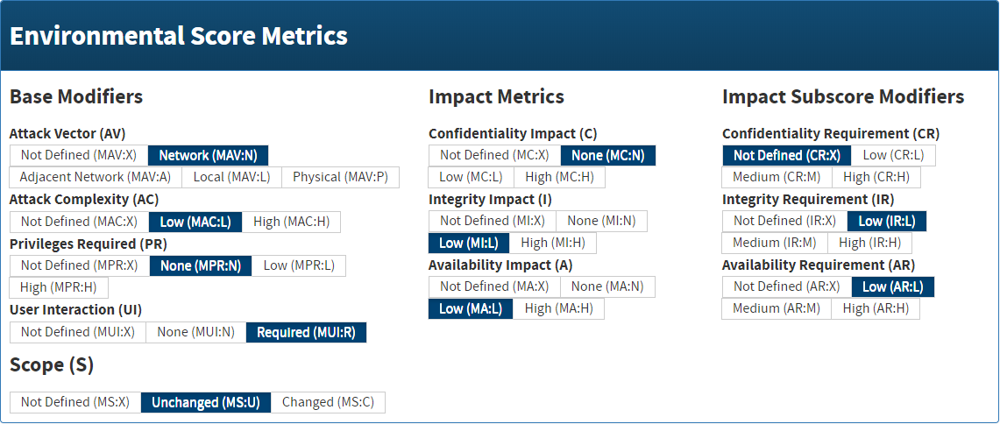 Environmental Score Metrics
Base Modifiers
Attack Vector (AV)
Not Defined (MAV:X) Network (MAV:N)
Adjacent Network (MAV:A) Local (MAV:L) Physical (MAV:P)
Attack Complexity (AC)
Not Defined (MAC:X) Low (MAC:L) High (MAC:H)
Privileges Required (PR)
Not Defined (MPR:X) None (MPR:N) Low (MPR:L)
High (MPR:H)
User Interaction (UI)
Not Defined (MUI:X) None (MUI:N) Required (MUI:R)
Scope (S)
Not Defined (MS:X) Unchanged (MS:U) Changed (MS:C)
Impact Metrics
Confidentiality Impact (C)
Not Defined (MC:X) None (MC:N)
Low (MC:L) High (MC:H)
Integrity Impact (I)
Not Defined (MI:X) None (MI:N)
Low (MI:L) High (MI:H)
Availability Impact (A)
Not Defined (MA:X) None (MA:N)
Low (MA:L) High (MA:H)
Impact Subscore Modifiers
Confidentiality Requirement (CR)
Not Defined (CR:X) Low (CR:L)
Medium (CR:M) High (CR:H)
Integrity Requirement (IR)
Not Defined (IR:X) Low (IR:L)
Medium (IR:M) High (IR:H)
Availability Requirement (AR)
Not Defined (AR:X) Low (AR:L)
Medium (AR:M) High (AR:H)